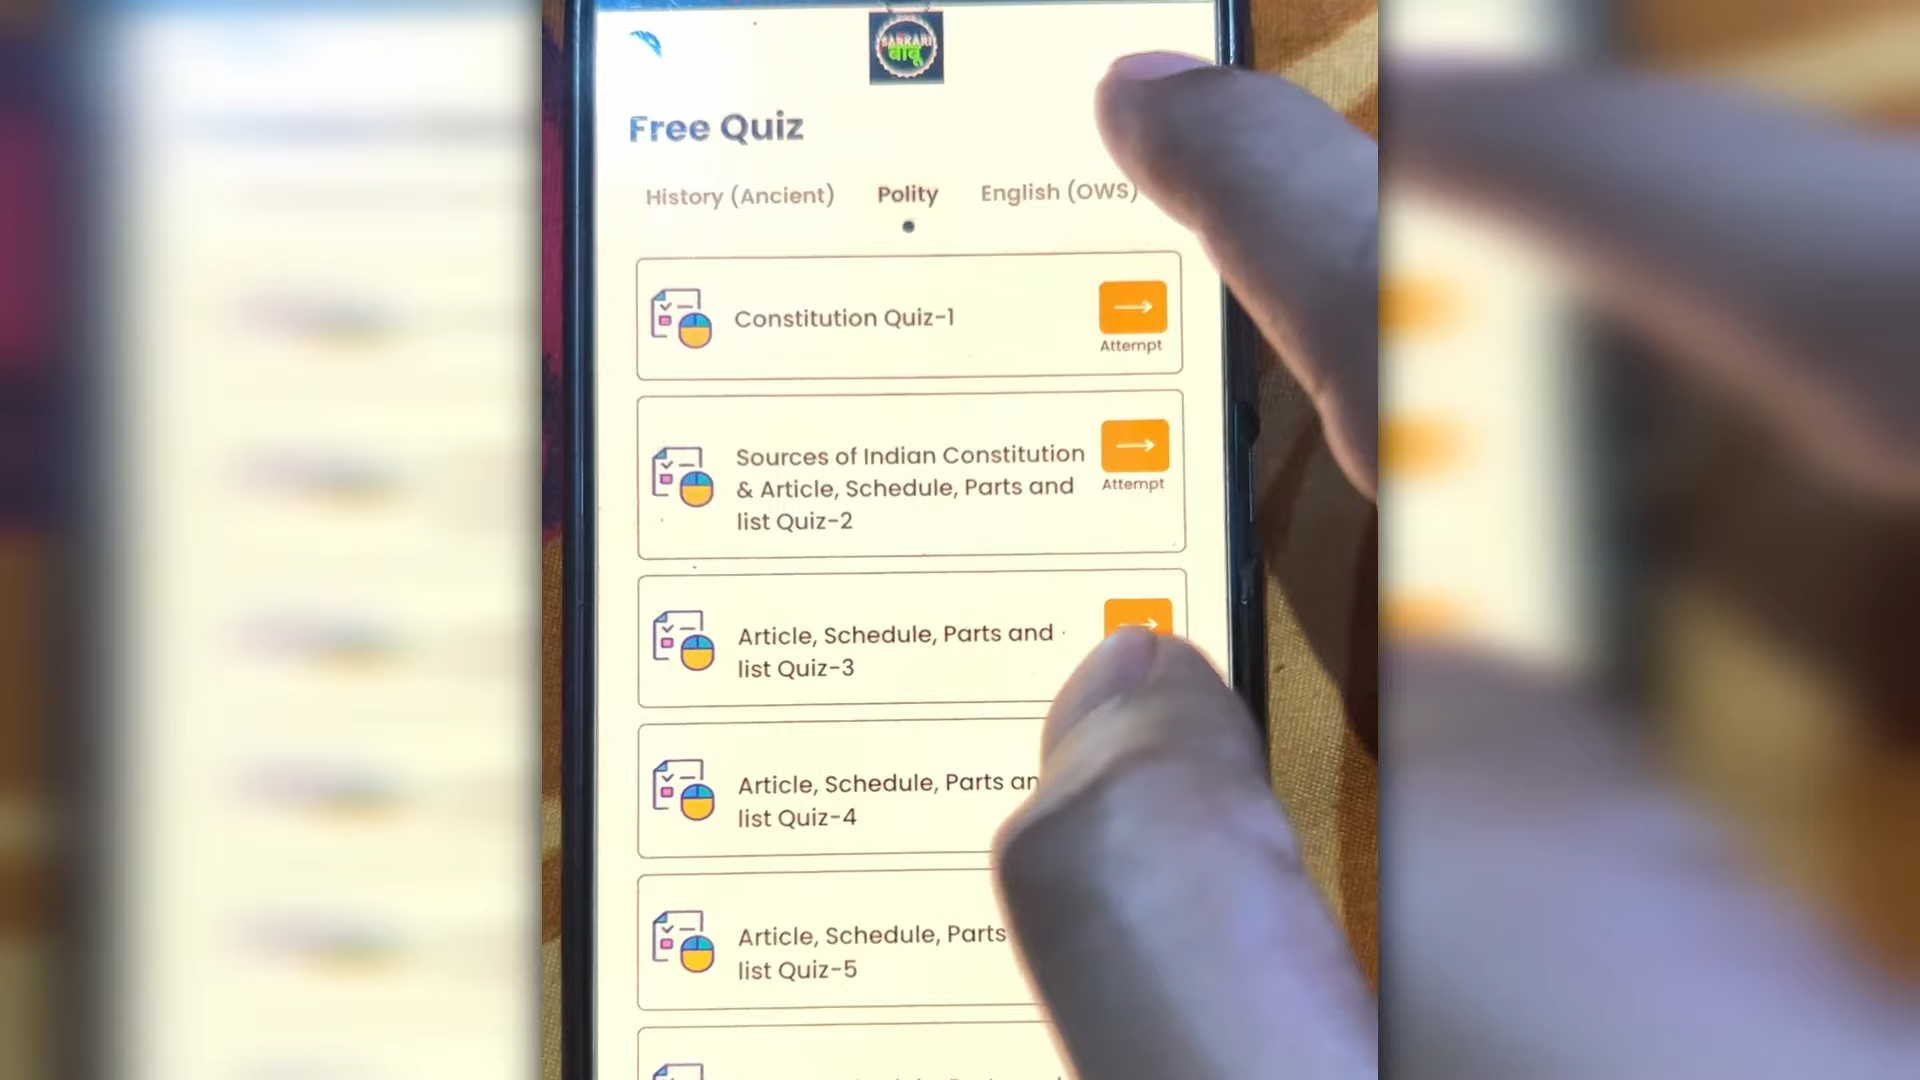 SARKARI
बाबू
Free Quiz
History (Ancient) Polity English (OWS)
Constitution Quiz-1
Attempt
Sources of Indian Constitution
& Article, Schedule, Parts and
list Quiz-2
Attempt
Article, Schedule, Parts and
list Quiz-3
Article, Schedule, Parts an
list Quiz-4
Article, Schedule, Parts
list Quiz-5